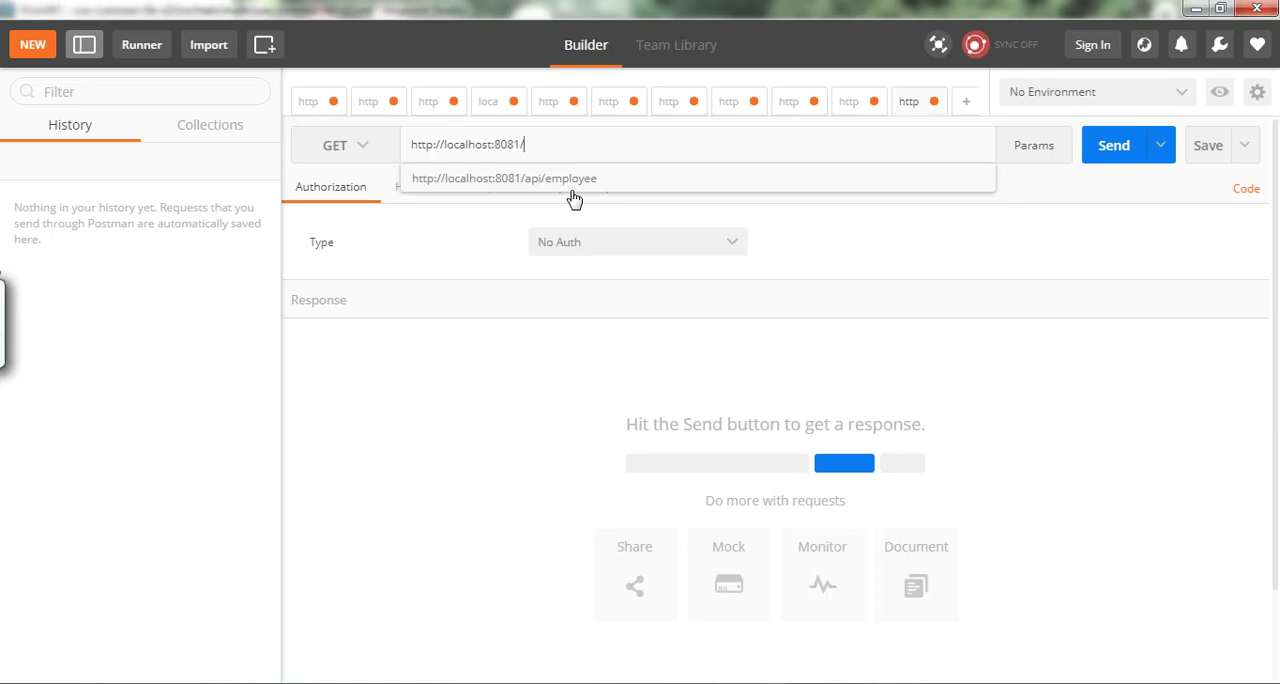 NEW
Runner
Import
Builder
Team Library
SYNC OFF
Sign In
Filter
History
Collections
Nothing in your history yet. Requests that you
send through Postman are automatically saved
here.
http
http
http
loca
http
http
http
http
http
http
http
+
No Environment
GET
http://localhost:8081/
Params
Send
Save
http://localhost:8081/api/employee
Authorization
Code
Type
No Auth
Response
Hit the Send button to get a response.
Do more with requests
Share
Mock
Monitor
Document